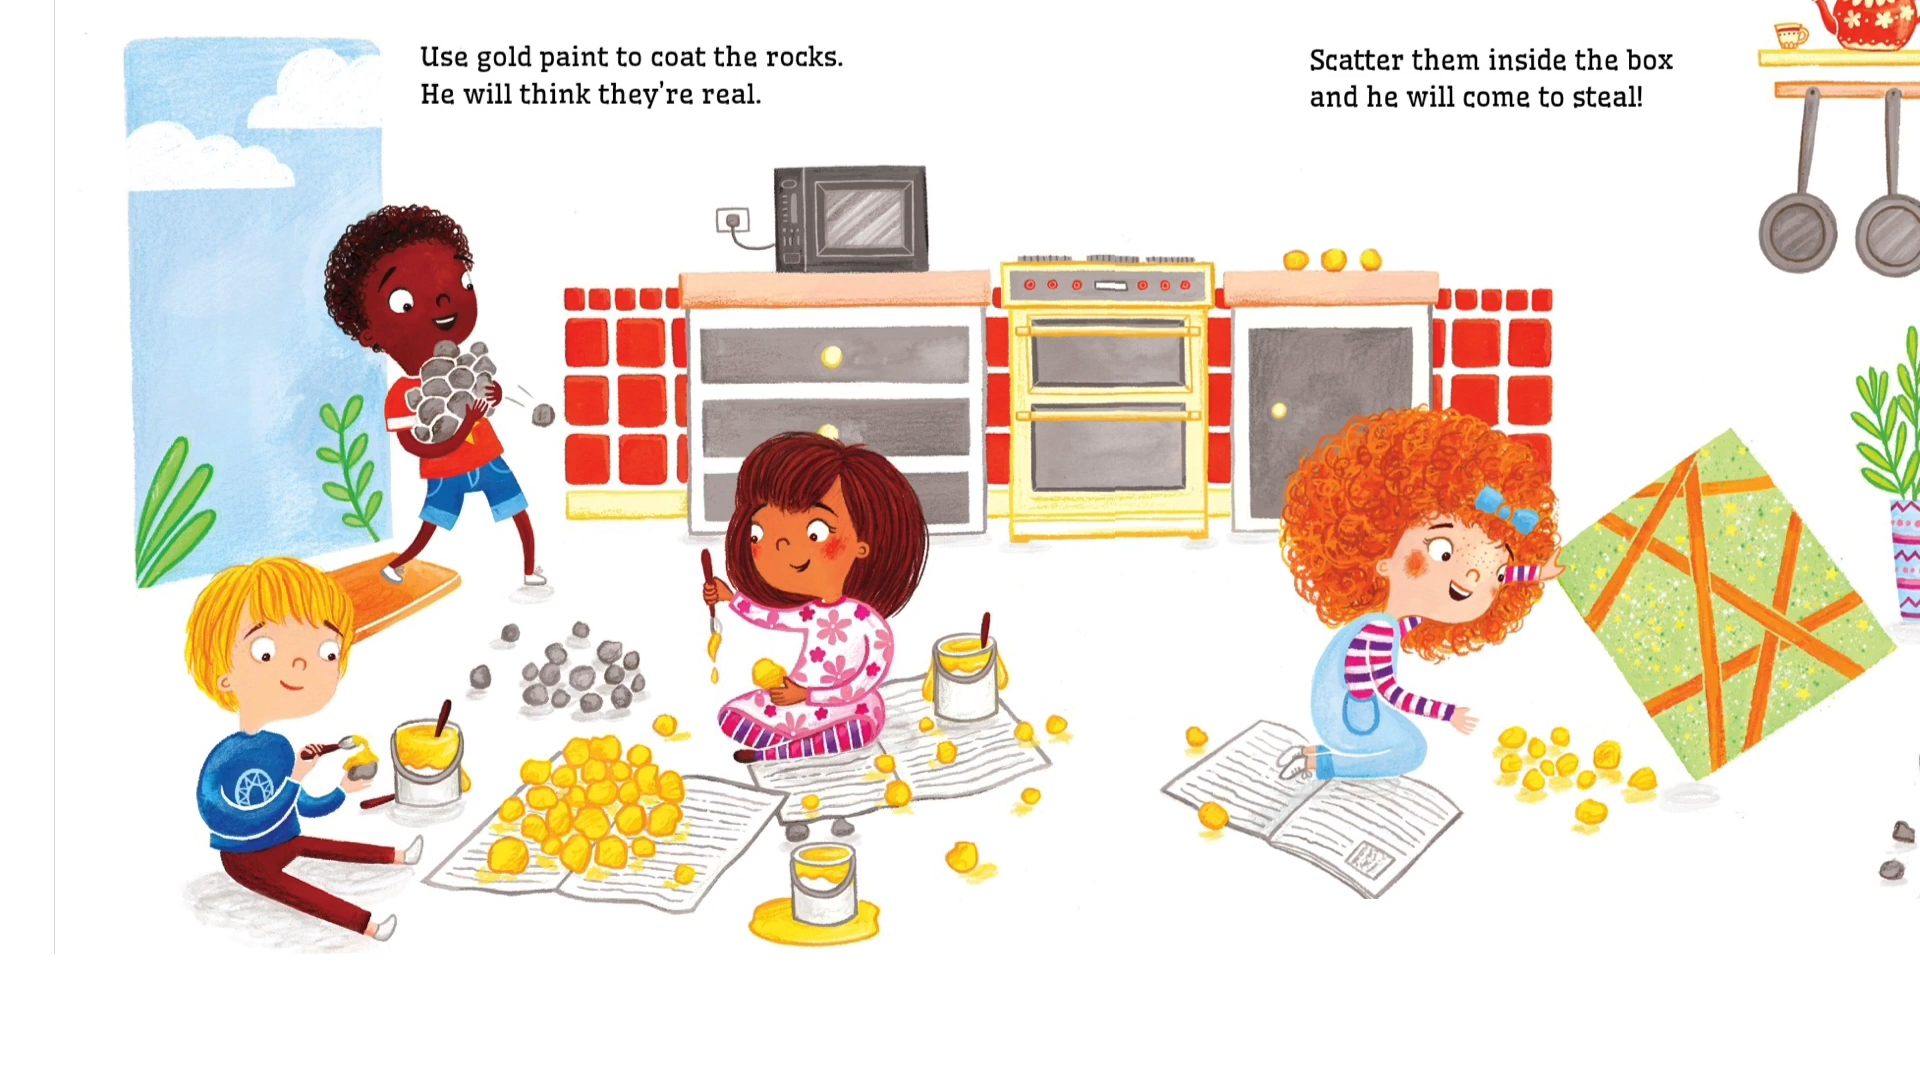 Use gold paint to coat the rocks.
He will think they're real.
Scatter them inside the box
and he will come to steal!